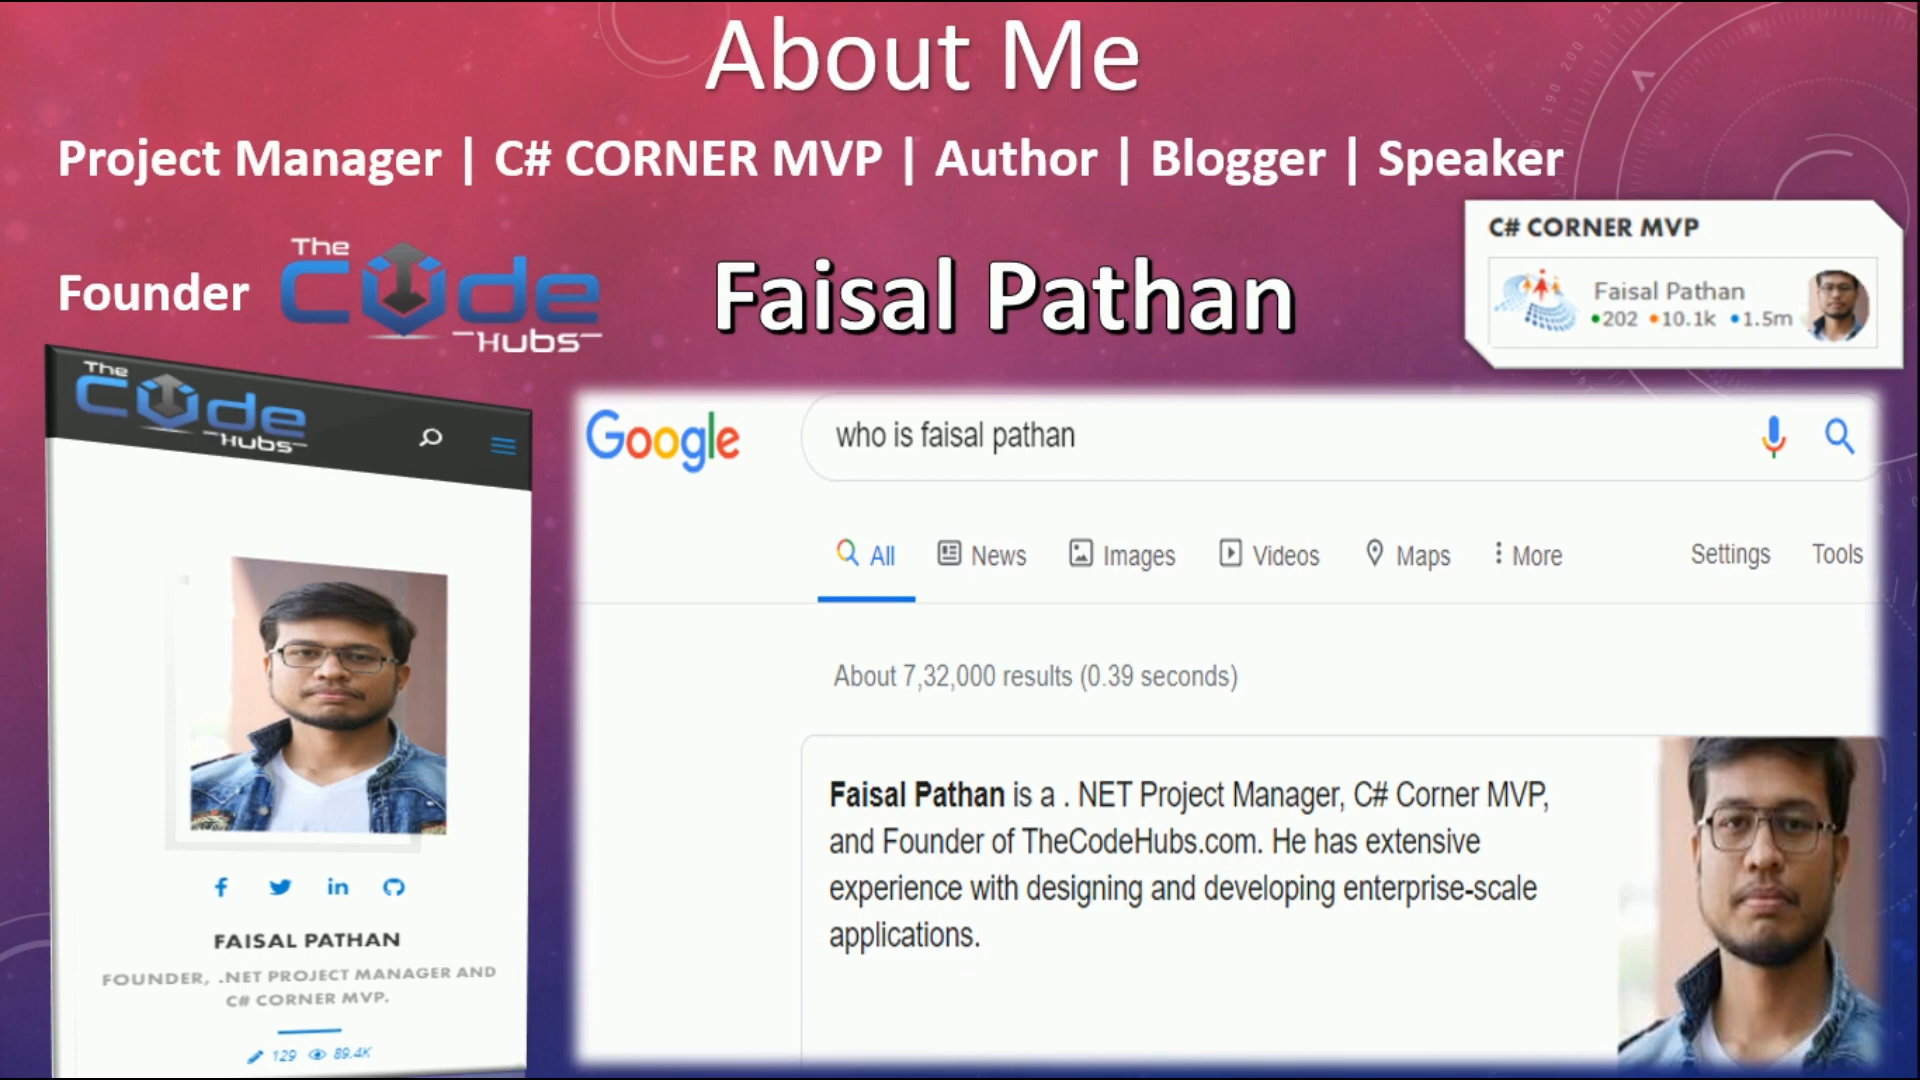 About Me
Project Manager | C# CORNER MVP | Author | Blogger | Speaker
Founder The Code Hubs
Faisal Pathan
C# CORNER MVP
Faisal Pathan
202 10.1k 1.5m
The Code Hubs
FAISAL PATHAN
FOUNDER, .NET PROJECT MANAGER AND
C# CORNER MVP.
129 89.4K
Google who is faisal pathan
All News Images Videos Maps More Settings Tools
About 7,32,000 results (0.39 seconds)
Faisal Pathan is a . NET Project Manager, C# Corner MVP,
and Founder of TheCodeHubs.com. He has extensive
experience with designing and developing enterprise-scale
applications.